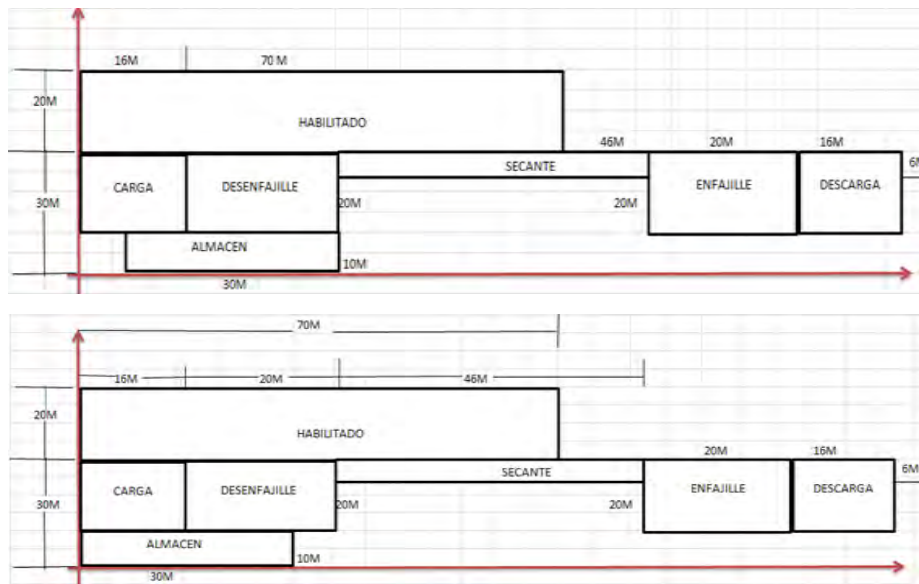 16M 70 M
20M
HABILITADO
46M 20M 16M
SECANTE 6M
CARGA DESENFAJILLE ENFAJILLE DESCARGA
30M 20M 20M
ALMACEN
10M
30M
70M
16M 20M 46M
20M
HABILITADO
20M 16M
SECANTE 6M
CARGA DESENFAJILLE ENFAJILLE DESCARGA
30M 20M 20M
ALMACEN
10M
30M